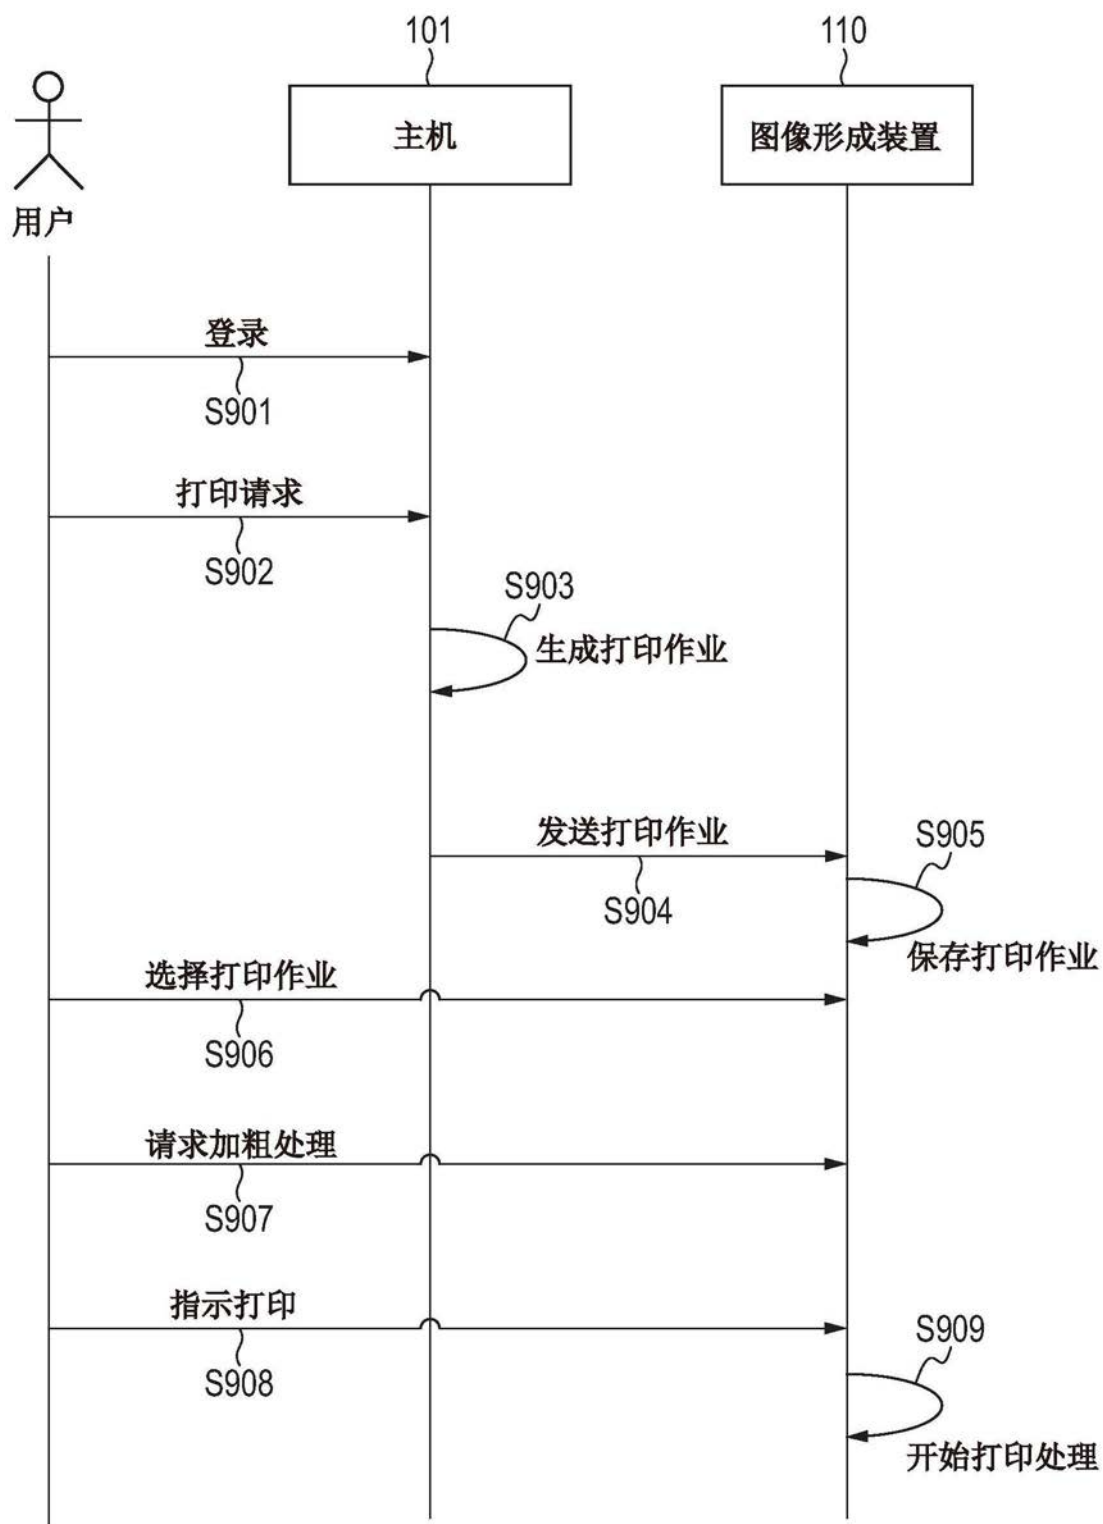 101
110
主机
图像形成装置
用户
登录
S901
打印请求
S902
S903
生成打印作业
发送打印作业
S904
S905
保存打印作业
选择打印作业
S906
请求加粗处理
S907
指示打印
S908
S909
开始打印处理